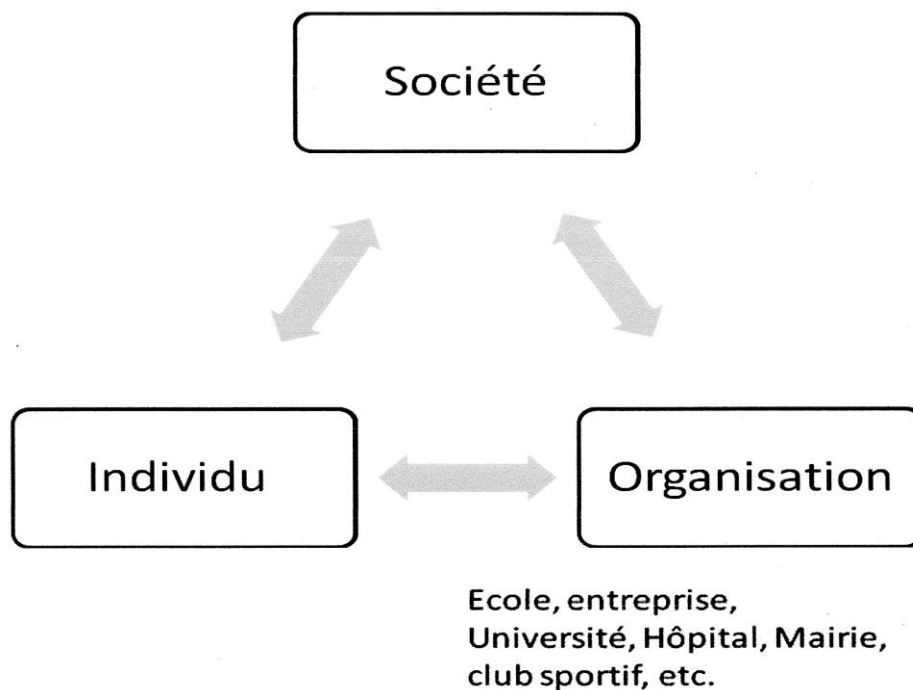 Société
Individu
Organisation
Ecole, entreprise,
Université, Hôpital, Mairie,
club sportif, etc.